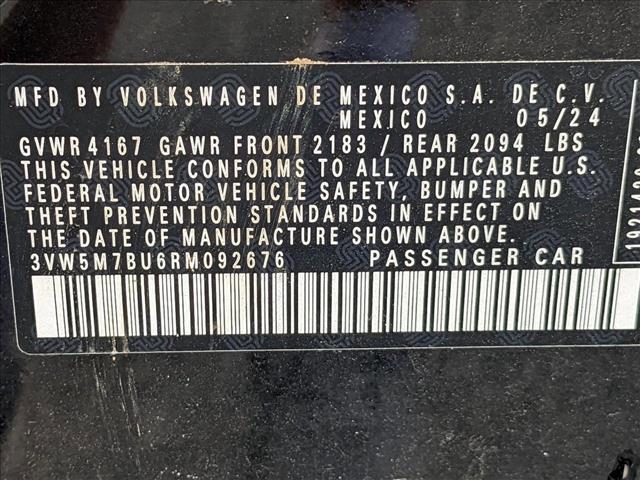 MFD BY VOLKSWAGEN DE MEXICO S.A. DE C.V.
MEXICO 05/24
GVWR 4167 GAWR FRONT 2183 / REAR 2094 LBS
THIS VEHICLE CONFORMS TO ALL APPLICABLE U.S.
FEDERAL MOTOR VEHICLE SAFETY, BUMPER AND
THEFT PREVENTION STANDARDS IN EFFECT ON
THE DATE OF MANUFACTURE SHOWN ABOVE.
3VW5M7BU6RM092676 PASSENGER CAR